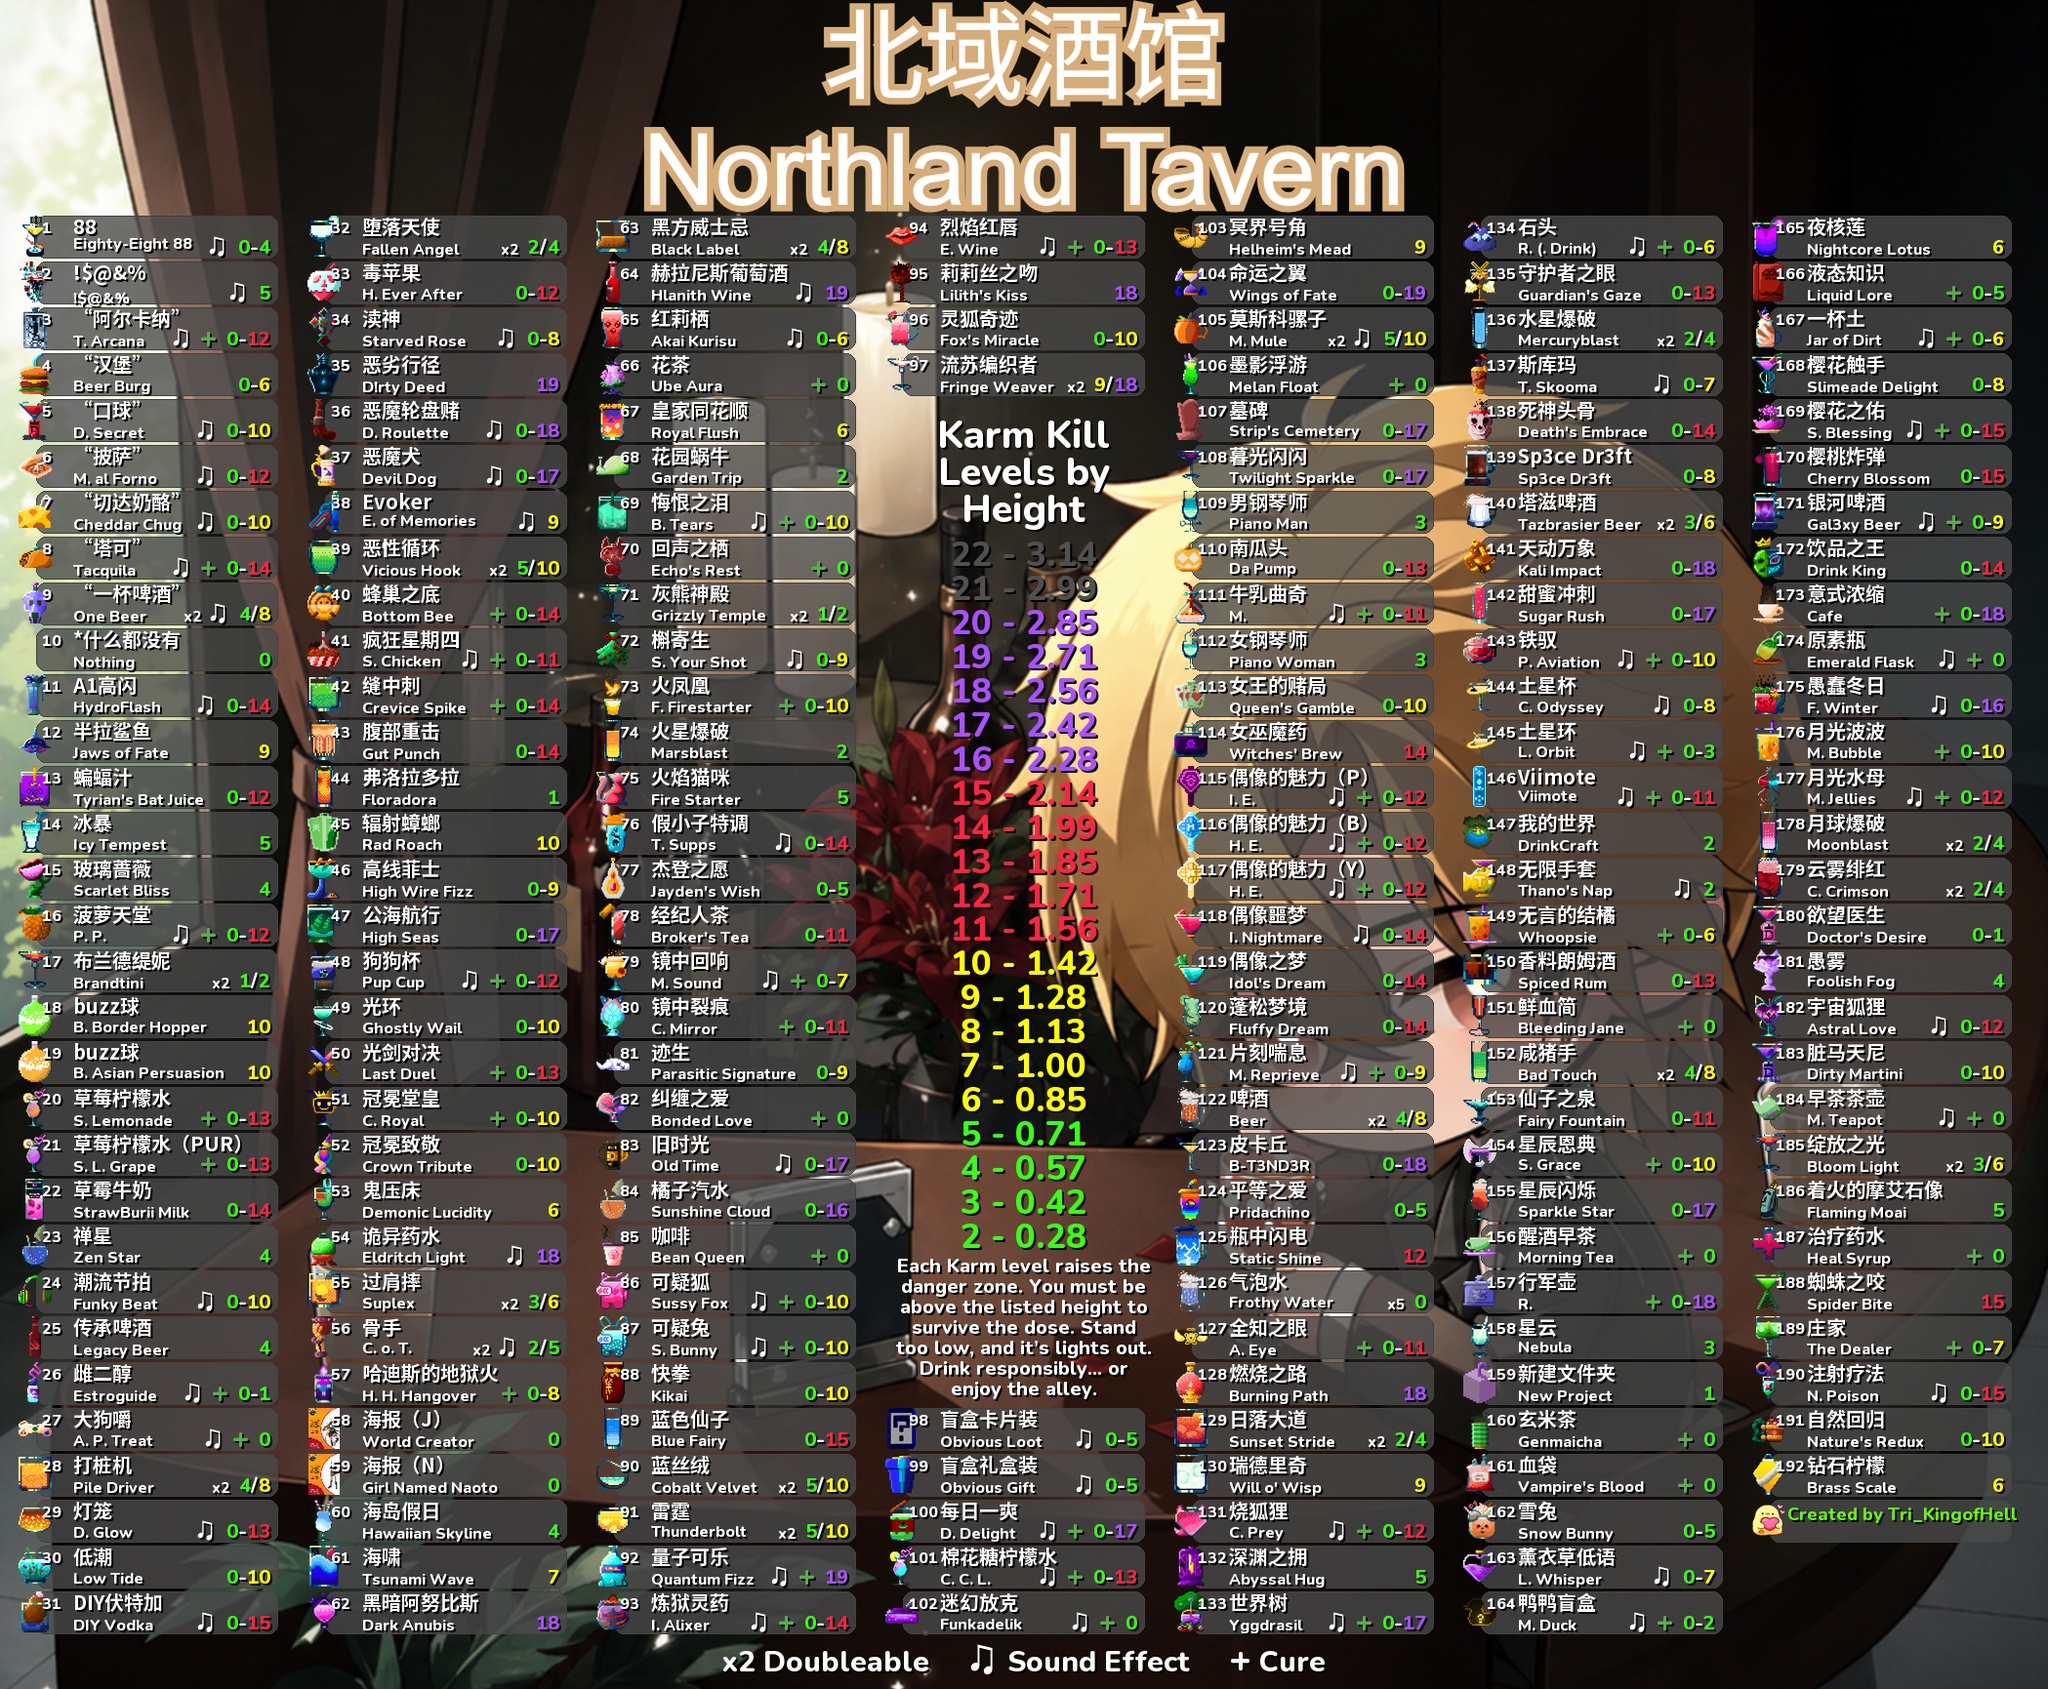 北域酒馆
Northland Tavern
1 88
Eighty-Eight 88 ♫ 0-4
2 !$@&%
!$@&% ♫ 5
3 “阿尔卡纳”
T. Arcana ♫ + 0-12
4 “汉堡”
Beer Burg 0-6
5 “口球”
D. Secret ♫ 0-10
6 “披萨”
M. al Forno ♫ 0-12
7 “切达奶酪”
Cheddar Chug ♫ 0-10
8 “塔可”
Tacquila ♫ + 0-14
9 “一杯啤酒”
One Beer x2 ♫ 4/8
10 *什么都没有
Nothing 0
11 A1高闪
HydroFlash ♫ 0-14
12 半拉鲨鱼
Jaws of Fate 9
13 蝙蝠汁
Tyrian's Bat Juice 0-12
14 冰暴
Icy Tempest 5
15 玻璃蔷薇
Scarlet Bliss 4
16 菠萝天堂
P. P. ♫ + 0-12
17 布兰德缇妮
Brandtini x2 1/2
18 buzz球
B. Border Hopper 10
19 buzz球
B. Asian Persuasion 10
20 草莓柠檬水
S. Lemonade + 0-13
21 草莓柠檬水（PUR）
S. L. Grape + 0-13
22 草莓牛奶
StrawBurii Milk 0-14
23 禅星
Zen Star 4
24 潮流节拍
Funky Beat ♫ 0-10
25 传承啤酒
Legacy Beer 4
26 雌二醇
Estroguide ♫ + 0-1
27 大狗嚼
A. P. Treat ♫ + 0
28 打桩机
Pile Driver x2 4/8
29 灯笼
D. Glow ♫ 0-13
30 低潮
Low Tide 0-10
31 DIY伏特加
DIY Vodka ♫ 0-15
32 堕落天使
Fallen Angel x2 2/4
33 毒苹果
H. Ever After 0-12
34 渎神
Starved Rose ♫ 0-8
35 恶劣行径
D!rty Deed 19
36 恶魔轮盘赌
D. Roulette ♫ 0-18
37 恶魔犬
Devil Dog ♫ 0-17
38 Evoker
E. of Memories ♫ 9
39 恶性循环
Vicious Hook x2 5/10
40 蜂巢之底
Bottom Bee + 0-14
41 疯狂星期四
S. Chicken ♫ + 0-11
42 缝中刺
Crevice Spike + 0-14
43 腹部重击
Gut Punch 0-14
44 弗洛拉多拉
Floradora 1
45 辐射蟑螂
Rad Roach 10
46 高线菲士
High Wire Fizz 0-9
47 公海航行
High Seas 0-17
48 狗狗杯
Pup Cup ♫ + 0-12
49 光环
Ghostly Wail 0-10
50 光剑对决
Last Duel + 0-13
51 冠冕堂皇
C. Royal + 0-10
52 冠冕致敬
Crown Tribute 0-10
53 鬼压床
Demonic Lucidity 6
54 诡异药水
Eldritch Light ♫ 18
55 过肩摔
Suplex x2 3/6
56 骨手
C. o. T. x2 ♫ 2/5
57 哈迪斯的地狱火
H. H. Hangover + 0-8
58 海报（J）
World Creator 0
59 海报（N）
Girl Named Naoto 0
60 海岛假日
Hawaiian Skyline 4
61 海啸
Tsunami Wave 7
62 黑暗阿努比斯
Dark Anubis 18
63 黑方威士忌
Black Label x2 4/8
64 赫拉尼斯葡萄酒
Hlanith Wine ♫ 19
65 红莉栖
Akai Kurisu ♫ 0-6
66 花茶
Ube Aura + 0
67 皇家同花顺
Royal Flush 6
68 花园蜗牛
Garden Trip 2
69 悔恨之泪
B. Tears ♫ + 0-10
70 回声之栖
Echo's Rest + 0
71 灰熊神殿
Grizzly Temple x2 1/2
72 槲寄生
S. Your Shot ♫ 0-9
73 火凤凰
F. Firestarter + 0-10
74 火星爆破
Marsblast 2
75 火焰猫咪
Fire Starter 5
76 假小子特调
T. Supps ♫ 0-14
77 杰登之愿
Jayden's Wish 0-5
78 经纪人茶
Broker's Tea 0-11
79 镜中回响
M. Sound ♫ + 0-7
80 镜中裂痕
C. Mirror + 0-11
81 迹生
Parasitic Signature 0-9
82 纠缠之爱
Bonded Love + 0
83 旧时光
Old Time ♫ 0-17
84 橘子汽水
Sunshine Cloud 0-16
85 咖啡
Bean Queen + 0
86 可疑狐
Sussy Fox ♫ + 0-10
87 可疑兔
S. Bunny ♫ + 0-10
88 快拳
Kikai 0-10
89 蓝色仙子
Blue Fairy 0-15
90 蓝丝绒
Cobalt Velvet x2 5/10
91 雷霆
Thunderbolt x2 5/10
92 量子可乐
Quantum Fizz ♫ + 19
93 炼狱灵药
I. Alixer ♫ + 0-14
94 烈焰红唇
E. Wine ♫ + 0-13
95 莉莉丝之吻
Lilith's Kiss 18
96 灵狐奇迹
Fox's Miracle 0-10
97 流苏编织者
Fringe Weaver x2 9/18
Karm Kill
Levels by
Height
22 - 3.14
21 - 2.99
20 - 2.85
19 - 2.71
18 - 2.56
17 - 2.42
16 - 2.28
15 - 2.14
14 - 1.99
13 - 1.85
12 - 1.71
11 - 1.56
10 - 1.42
9 - 1.28
8 - 1.13
7 - 1.00
6 - 0.85
5 - 0.71
4 - 0.57
3 - 0.42
2 - 0.28
Each Karm level raises the
danger zone. You must be
above the listed height to
survive the dose. Stand
too low, and it's lights out.
Drink responsibly... or
enjoy the alley.
98 盲盒卡片装
Obvious Loot ♫ 0-5
99 盲盒礼盒装
Obvious Gift ♫ 0-5
100 每日一爽
D. Delight ♫ + 0-17
101 棉花糖柠檬水
C. C. L. ♫ + 0-13
102 迷幻放克
Funkadelik ♫ + 0
103 冥界号角
Helheim's Mead 9
104 命运之翼
Wings of Fate 0-19
105 莫斯科骡子
M. Mule x2 ♫ 5/10
106 墨影浮游
Melan Float + 0
107 墓碑
Strip's Cemetery 0-17
108 暮光闪闪
Twilight Sparkle 0-17
109 男钢琴师
Piano Man 3
110 南瓜头
Da Pump 0-13
111 牛乳曲奇
M. ♫ + 0-11
112 女钢琴师
Piano Woman 3
113 女王的赌局
Queen's Gamble 0-10
114 女巫魔药
Witches' Brew 14
115 偶像的魅力（P）
I. E. ♫ + 0-12
116 偶像的魅力（B）
H. E. ♫ + 0-12
117 偶像的魅力（Y）
H. E. ♫ + 0-12
118 偶像噩梦
I. Nightmare ♫ 0-14
119 偶像之梦
Idol's Dream 0-14
120 蓬松梦境
Fluffy Dream 0-14
121 片刻喘息
M. Reprieve ♫ + 0-9
122 啤酒
Beer x2 4/8
123 皮卡丘
B-T3ND3R 0-18
124 平等之爱
Pridachino 0-5
125 瓶中闪电
Static Shine 12
126 气泡水
Frothy Water x5 0
127 全知之眼
A. Eye + 0-11
128 燃烧之路
Burning Path 18
129 日落大道
Sunset Stride x2 2/4
130 瑞德里奇
Will o' Wisp 9
131 烧狐狸
C. Prey ♫ + 0-12
132 深渊之拥
Abyssal Hug 5
133 世界树
Yggdrasil ♫ + 0-17
134 石头
R. (. Drink) ♫ + 0-6
135 守护者之眼
Guardian's Gaze 0-13
136 水星爆破
Mercuryblast x2 2/4
137 斯库玛
T. Skooma ♫ 0-7
138 死神头骨
Death's Embrace 0-14
139 Sp3ce Dr3ft
Sp3ce Dr3ft 0-8
140 塔滋啤酒
Tazbrasier Beer x2 3/6
141 天动万象
Kali Impact 0-18
142 甜蜜冲刺
Sugar Rush 0-17
143 铁驭
P. Aviation ♫ + 0-10
144 土星杯
C. Odyssey ♫ 0-8
145 土星环
L. Orbit ♫ + 0-3
146 Viimote
Viimote ♫ + 0-11
147 我的世界
DrinkCraft 2
148 无限手套
Thano's Nap ♫ 2
149 无言的结橘
Whoopsie + 0-6
150 香料朗姆酒
Spiced Rum 0-13
151 鲜血简
Bleeding Jane + 0
152 咸猪手
Bad Touch x2 4/8
153 仙子之泉
Fairy Fountain 0-11
154 星辰恩典
S. Grace + 0-10
155 星辰闪烁
Sparkle Star 0-17
156 醒酒早茶
Morning Tea + 0
157 行军壶
R. + 0-18
158 星云
Nebula 3
159 新建文件夹
New Project 1
160 玄米茶
Genmaicha + 0
161 血袋
Vampire's Blood + 0
162 雪兔
Snow Bunny 0-5
163 薰衣草低语
L. Whisper ♫ 0-7
164 鸭鸭盲盒
M. Duck ♫ + 0-2
165 夜核莲
Nightcore Lotus 6
166 液态知识
Liquid Lore + 0-5
167 一杯土
Jar of Dirt ♫ + 0-6
168 樱花触手
Slimeade Delight 0-8
169 樱花之佑
S. Blessing ♫ + 0-15
170 樱桃炸弹
Cherry Blossom 0-15
171 银河啤酒
Gal3xy Beer ♫ + 0-9
172 饮品之王
Drink King 0-14
173 意式浓缩
Cafe + 0-18
174 原素瓶
Emerald Flask ♫ + 0
175 愚蠢冬日
F. Winter ♫ 0-16
176 月光波波
M. Bubble + 0-10
177 月光水母
M. Jellies ♫ + 0-12
178 月球爆破
Moonblast x2 2/4
179 云雾绯红
C. Crimson x2 2/4
180 欲望医生
Doctor's Desire 0-1
181 愚雾
Foolish Fog 4
182 宇宙狐狸
Astral Love ♫ 0-12
183 脏马天尼
Dirty Martini 0-10
184 早茶茶壶
M. Teapot ♫ + 0
185 绽放之光
Bloom Light x2 3/6
186 着火的摩艾石像
Flaming Moai 5
187 治疗药水
Heal Syrup + 0
188 蜘蛛之咬
Spider Bite 15
189 庄家
The Dealer + 0-7
190 注射疗法
N. Poison ♫ 0-15
191 自然回归
Nature's Redux 0-10
192 钻石柠檬
Brass Scale 6
Created by Tri_KingofHell
x2 Doubleable ♫ Sound Effect + Cure